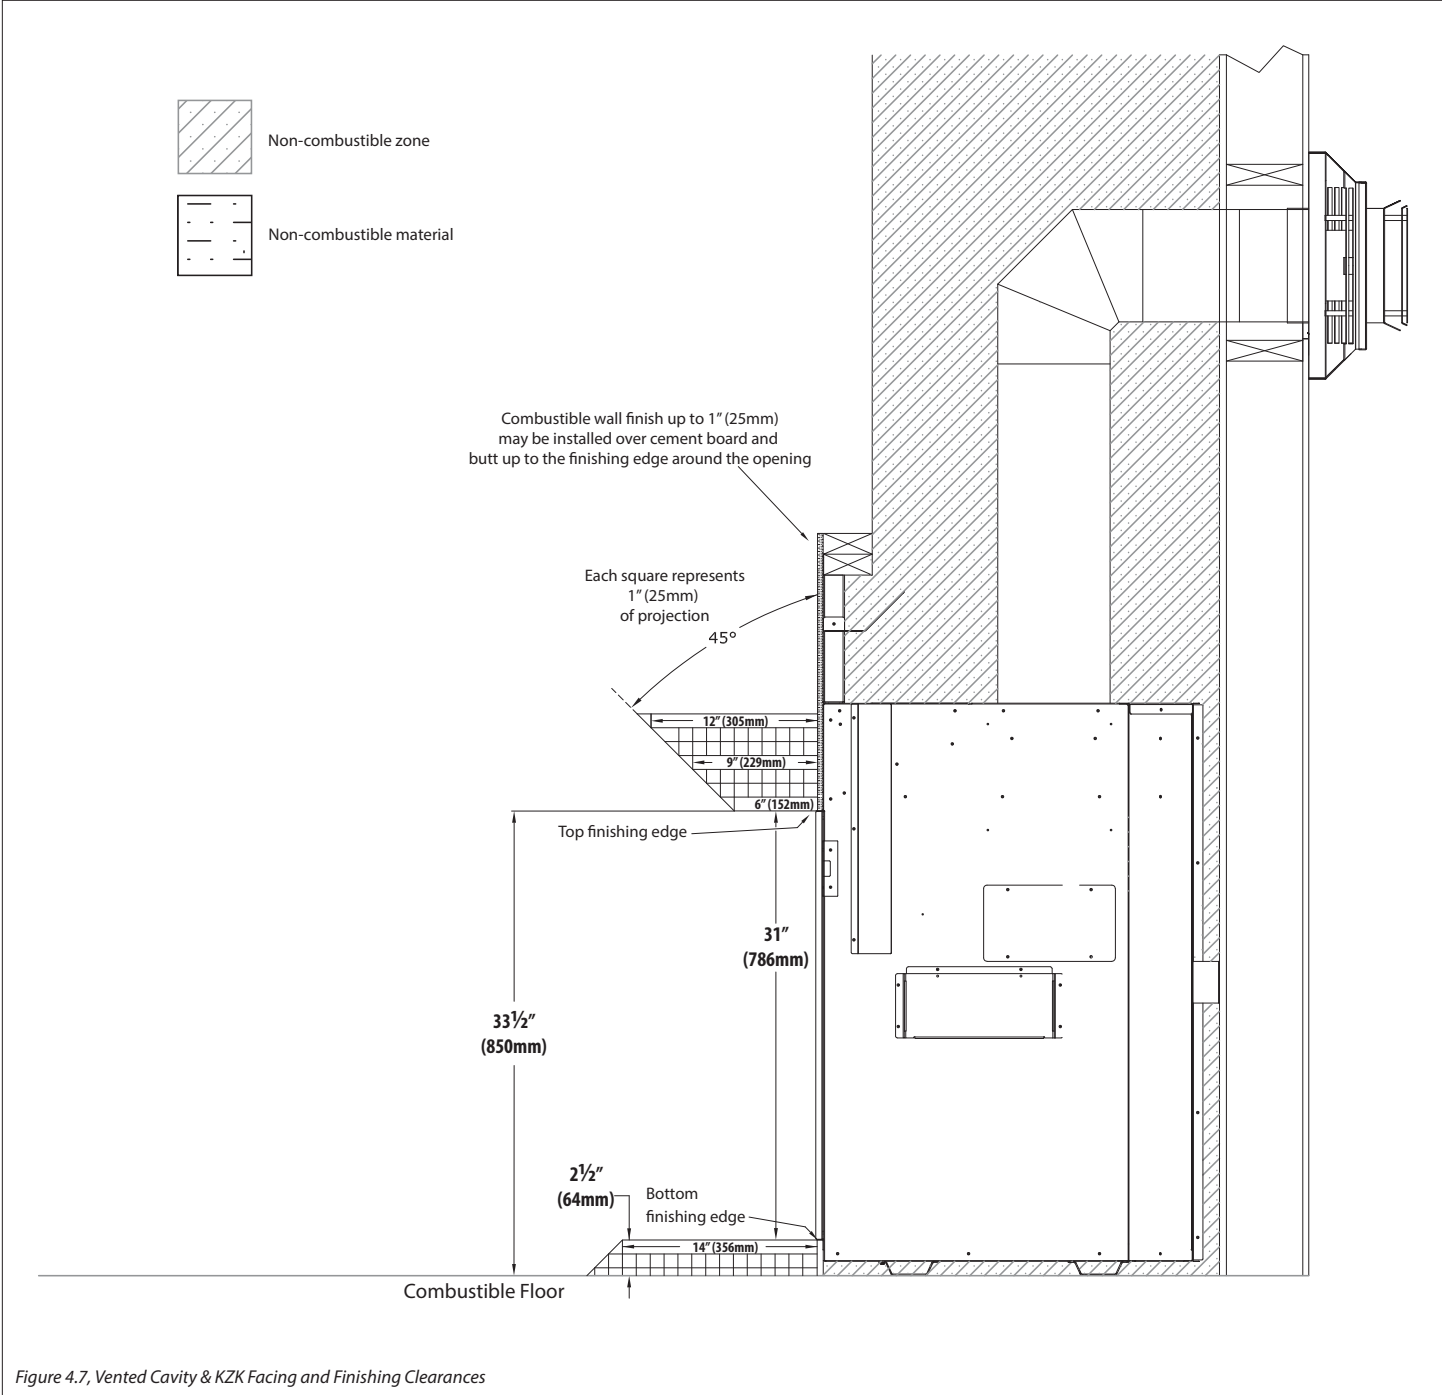 Non-combustible zone
Non-combustible material
Combustible wall finish up to 1” (25mm)
may be installed over cement board and
butt up to the finishing edge around the opening
Each square represents
1” (25mm)
of projection
45°
12” (305mm)
9” (229mm)
6” (152mm)
Top finishing edge
31”
(786mm)
33½”
(850mm)
2½”
(64mm)
Bottom
finishing edge
14” (356mm)
Combustible Floor
Figure 4.7, Vented Cavity & KZK Facing and Finishing Clearances